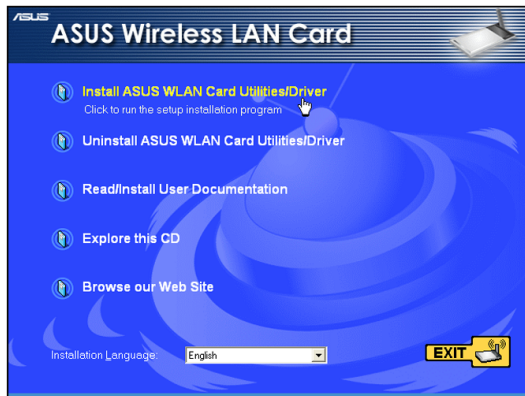 ASUS
ASUS Wireless LAN Card
Install ASUS WLAN Card Utilities/Driver
Click to run the setup installation program
Uninstall ASUS WLAN Card Utilities/Driver
Read/Install User Documentation
Explore this CD
Browse our Web Site
Installation Language: English
EXIT